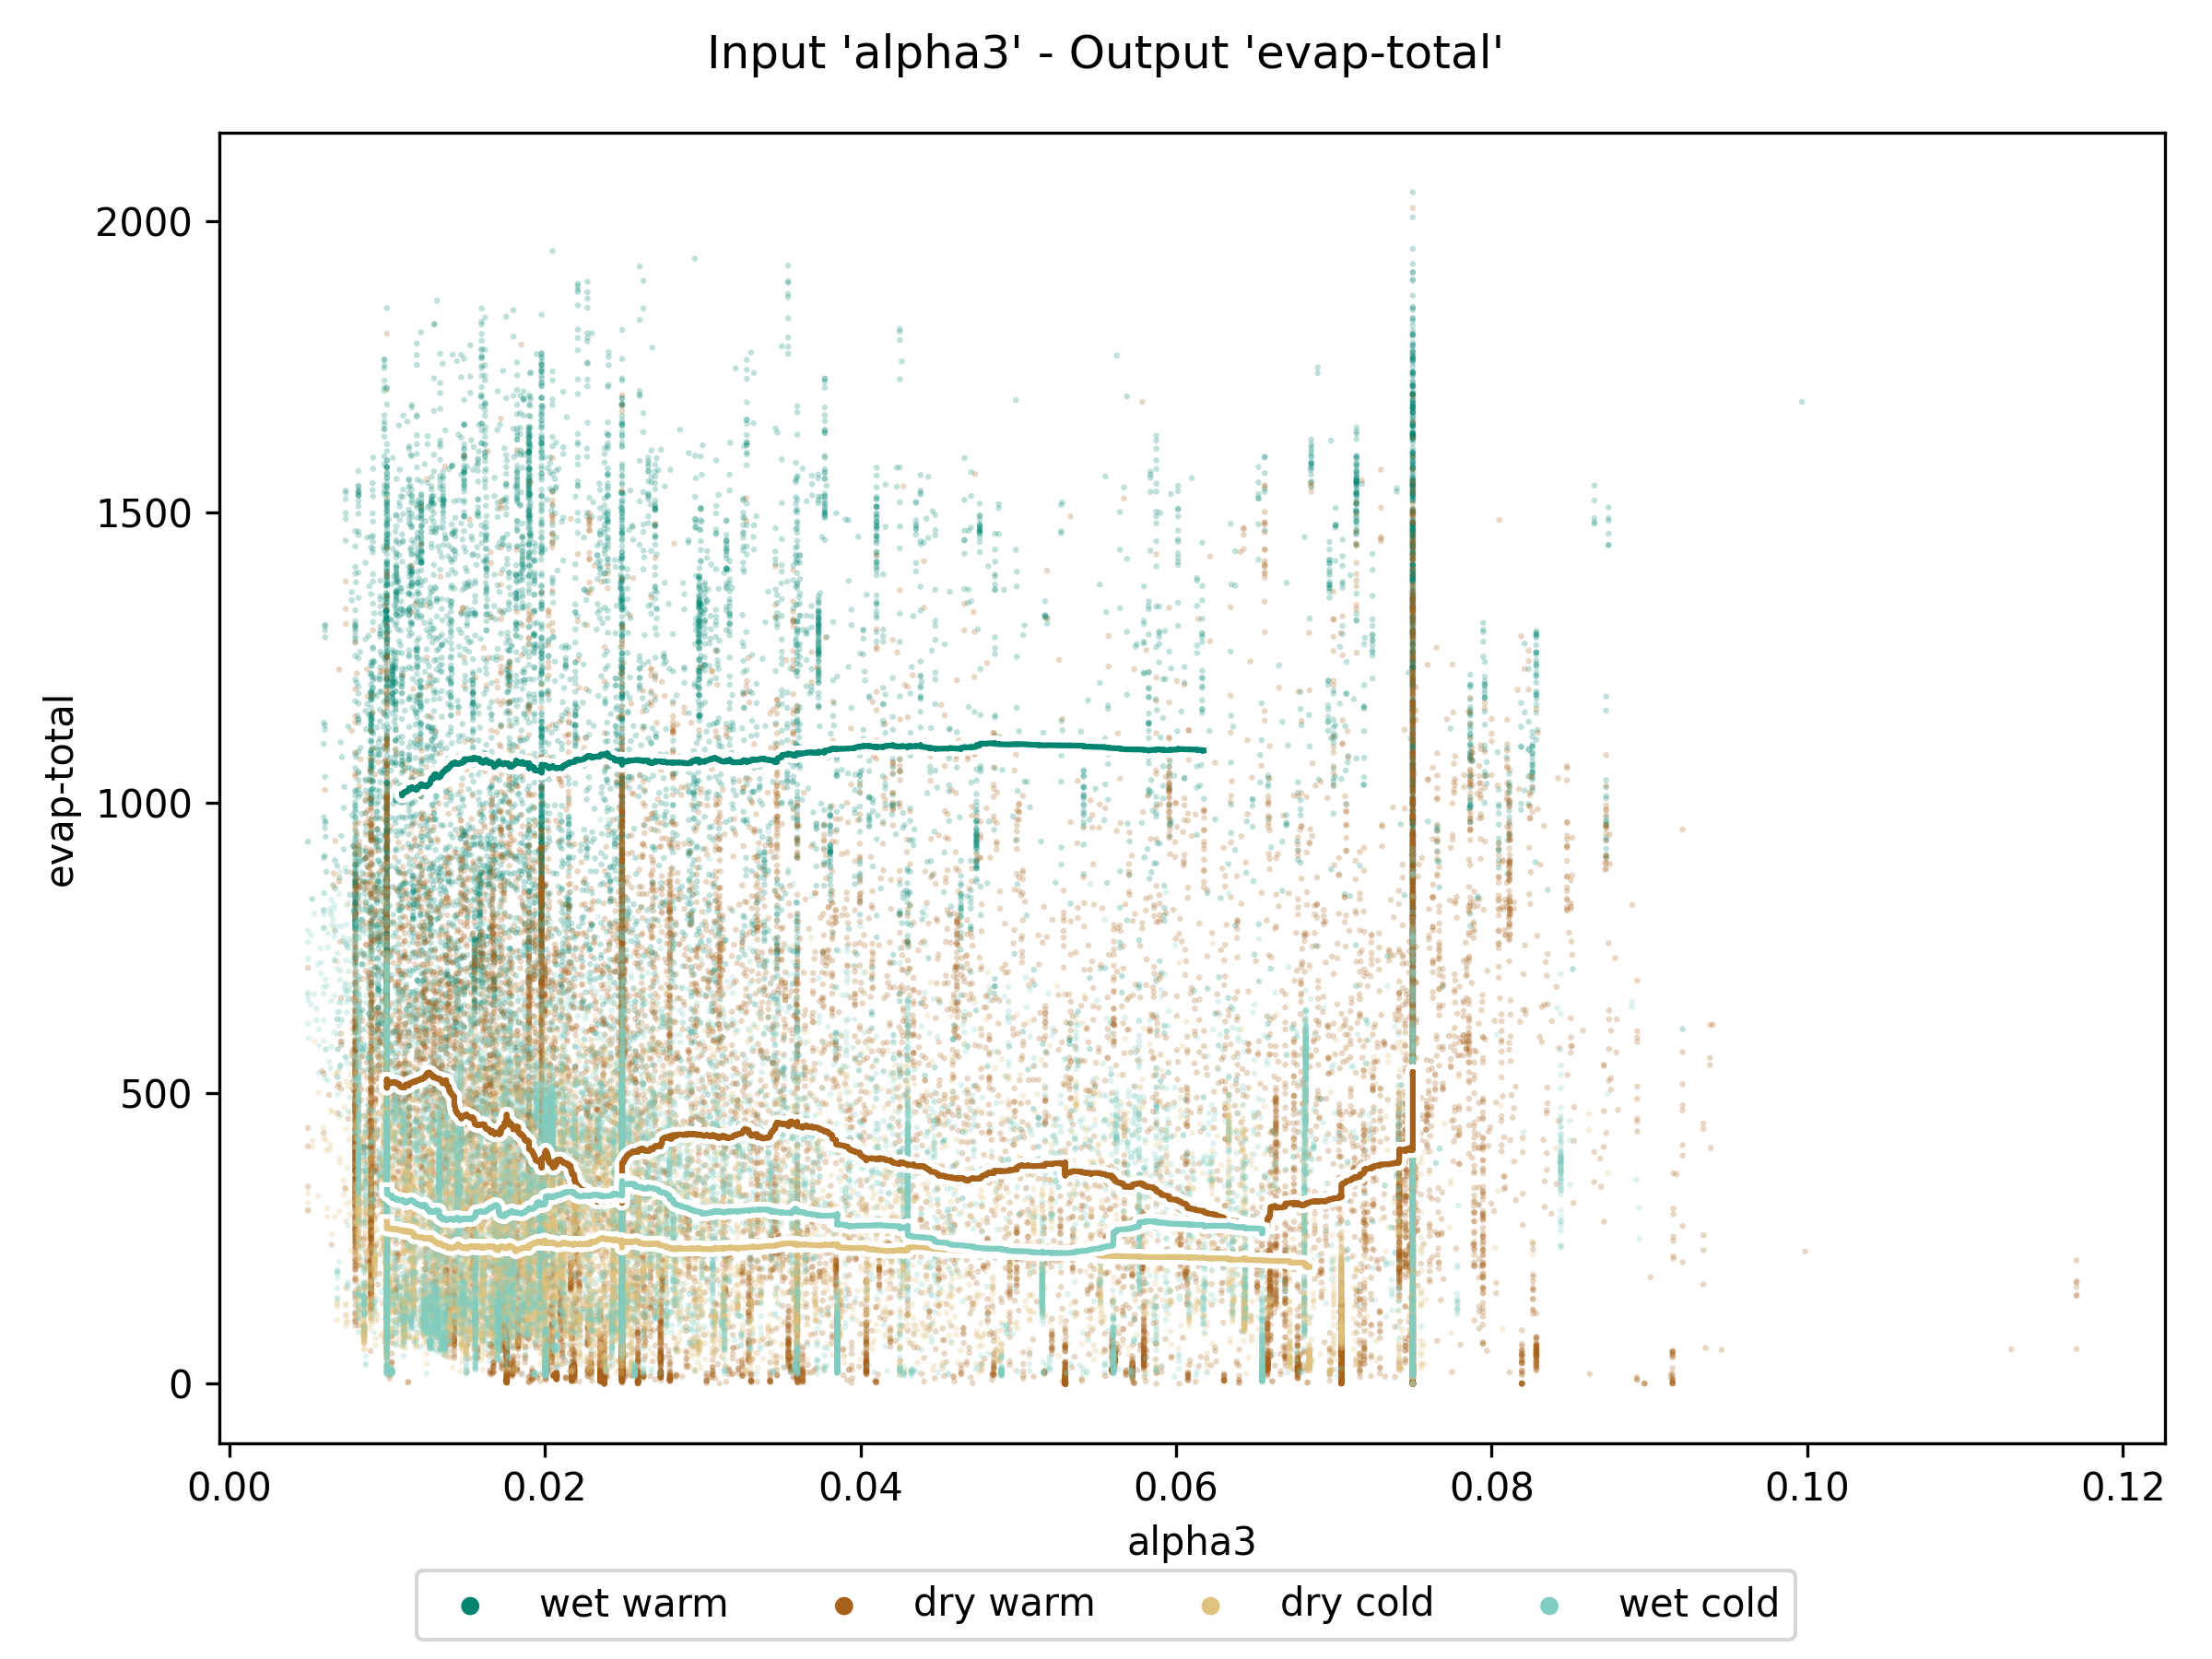 Input 'alpha3' - Output 'evap-total'
2000
1500
1000
500
0
evap-total
0.00 0.02 0.04 0.06 0.08 0.10 0.12
alpha3
wet warm dry warm dry cold wet cold